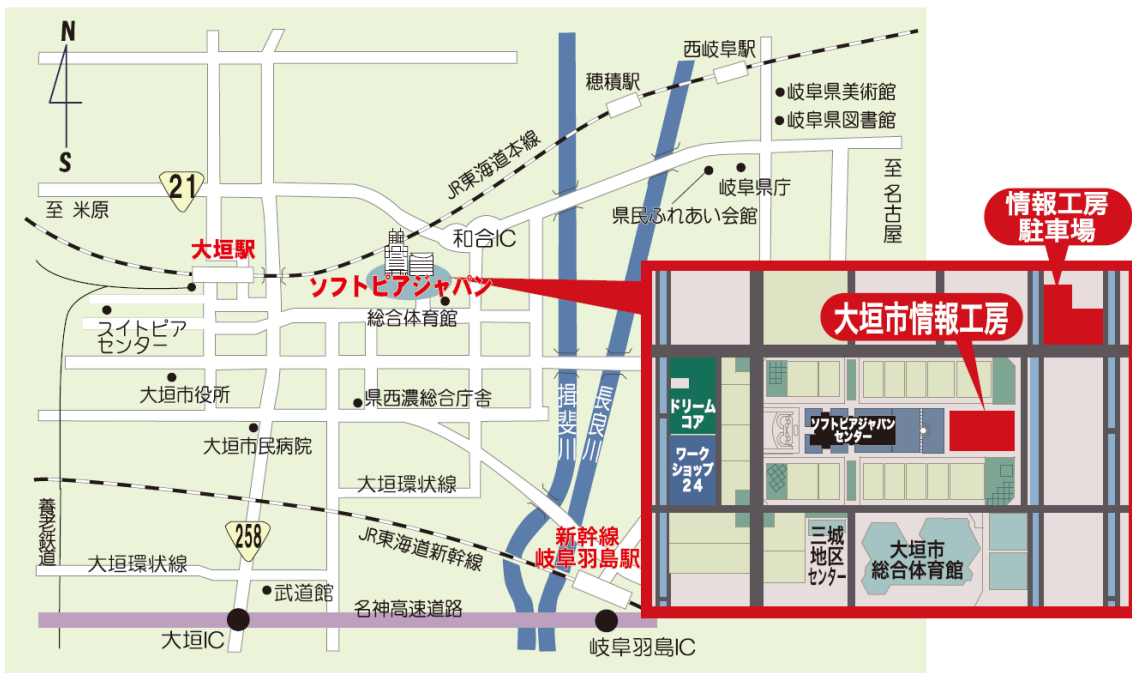 N
S
西岐阜駅
穂積駅
岐阜県美術館
岐阜県図書館
JR東海道本線
21
至 米原
岐阜県庁
県民ふれあい会館
至 名古屋
和合IC
大垣駅
ソフトピアジャパン
総合体育館
スイトピア
センター
大垣市役所
県西濃総合庁舎
大垣市民病院
揖斐川
長良川
大垣環状線
養老鉄道
258
JR東海道新幹線
新幹線
岐阜羽島駅
大垣環状線
武道館
名神高速道路
大垣IC
岐阜羽島IC
情報工房
駐車場
大垣市情報工房
ドリーム
コア
ソフトピアジャパン
センター
ワーク
ショップ
24
三城
地区
センター
大垣市
総合体育館